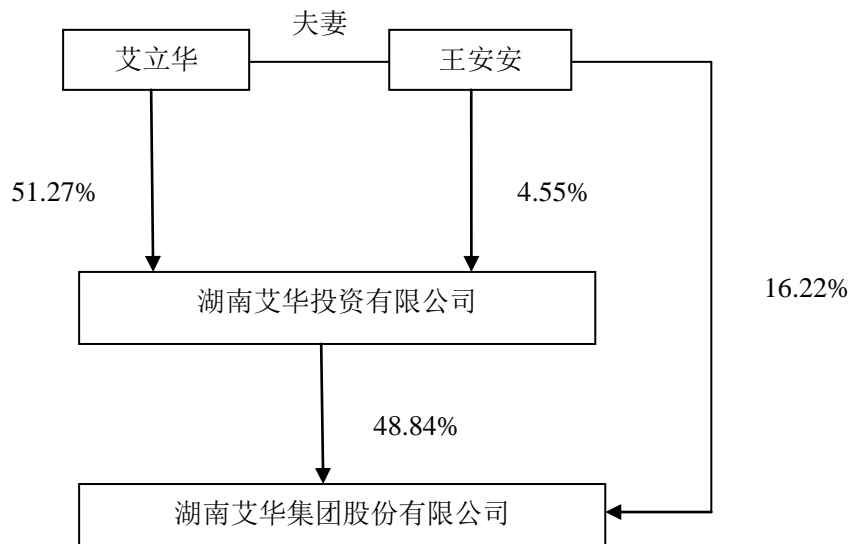 夫妻
艾立华
王安安
51.27%
4.55%
湖南艾华投资有限公司
16.22%
48.84%
湖南艾华集团股份有限公司